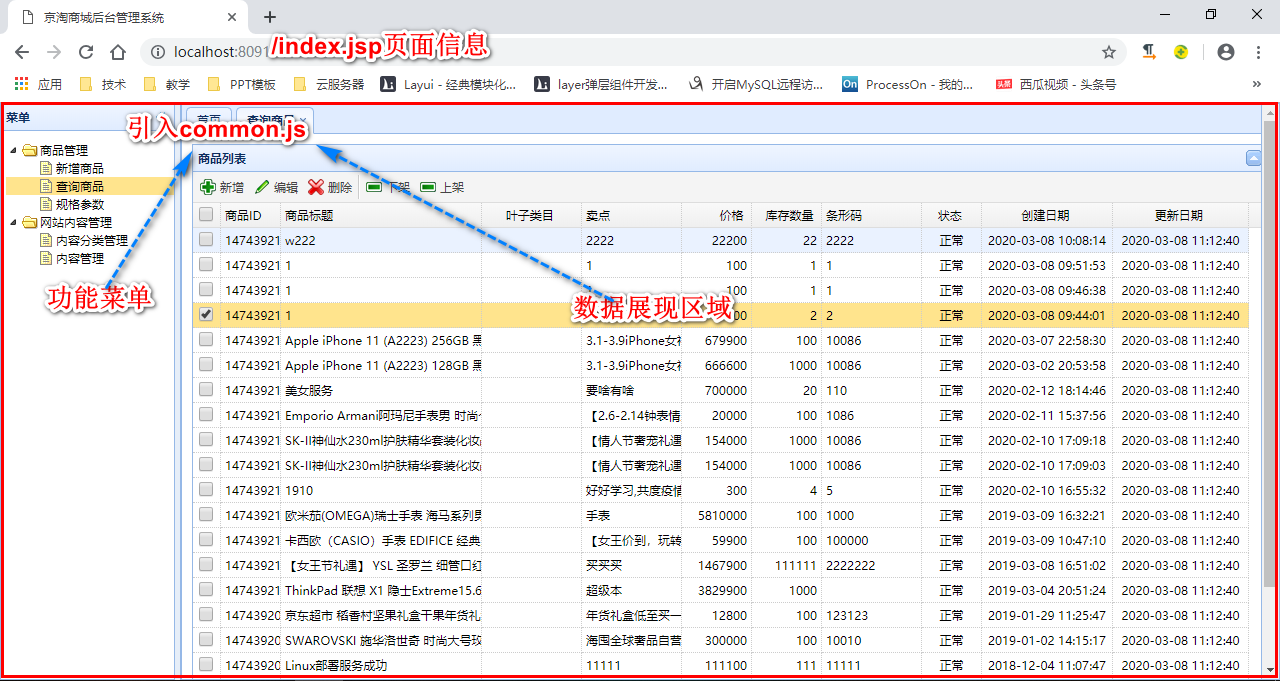 京淘商城后台管理系统
localhost:8091
/index.jsp页面信息
应用 技术 教学 PPT模板 云服务器 Layui - 经典模块化... layer弹层组件开发... 开启MySQL远程访... ProcessOn - 我的... 西瓜视频 - 头条号
菜单
首页 查询商品
引入common.js
商品管理
新增商品
查询商品
规格参数
网站内容管理
内容分类管理
内容管理
功能菜单
商品列表
新增 编辑 删除 下架 上架
商品ID 商品标题 叶子类目 卖点 价格 库存数量 条形码 状态 创建日期 更新日期
14743921 w222 2222 22200 22 2222 正常 2020-03-08 10:08:14 2020-03-08 11:12:40
14743921 1 1 100 1 1 正常 2020-03-08 09:51:53 2020-03-08 11:12:40
14743921 1 100 1 1 正常 2020-03-08 09:46:38 2020-03-08 11:12:40
数据展现区域
14743921 1 2 2 正常 2020-03-08 09:44:01 2020-03-08 11:12:40
14743921 Apple iPhone 11 (A2223) 256GB 黑 3.1-3.9iPhone女神 679900 100 10086 正常 2020-03-07 22:58:30 2020-03-08 11:12:40
14743921 Apple iPhone 11 (A2223) 128GB 黑 3.1-3.9iPhone女神 666600 1000 10086 正常 2020-03-02 20:53:58 2020-03-08 11:12:40
14743921 美女服务 要啥有啥 700000 20 110 正常 2020-02-12 18:14:46 2020-03-08 11:12:40
14743921 Emporio Armani阿玛尼手表男 时尚 【2.6-2.14钟表情 20000 100 1086 正常 2020-02-11 15:37:56 2020-03-08 11:12:40
14743921 SK-II神仙水230ml护肤精华套装化妆 【情人节奢宠礼遇 154000 1000 10086 正常 2020-02-10 17:09:18 2020-03-08 11:12:40
14743921 SK-II神仙水230ml护肤精华套装化妆 【情人节奢宠礼遇 154000 1000 10086 正常 2020-02-10 17:09:03 2020-03-08 11:12:40
14743921 1910 好好学习,共度疫情 300 4 5 正常 2020-02-10 16:55:32 2020-03-08 11:12:40
14743921 欧米茄(OMEGA)瑞士手表 海马系列男 手表 5810000 100 1000 正常 2019-03-09 16:32:21 2020-03-08 11:12:40
14743921 卡西欧（CASIO）手表 EDIFICE 经典 【女王价到，玩转 59900 100 100000 正常 2019-03-09 10:47:10 2020-03-08 11:12:40
14743921 【女王节礼遇】 YSL 圣罗兰 细管口红 买买买 1467900 111111 2222222 正常 2019-03-08 16:51:02 2020-03-08 11:12:40
14743921 ThinkPad 联想 X1 隐士Extreme15.6 超级本 3829900 1000 正常 2019-03-04 20:51:24 2020-03-08 11:12:40
14743920 京东超市 稻香村坚果礼盒干果年货礼 年货礼盒低至买一 12800 100 123123 正常 2019-01-29 11:25:47 2020-03-08 11:12:40
14743920 SWAROVSKI 施华洛世奇 时尚大号玫 海囤全球奢品自营 300000 100 10010 正常 2019-01-02 14:15:17 2020-03-08 11:12:40
14743920 Linux部署服务成功 11111 111100 111 11111 正常 2018-12-04 11:07:47 2020-03-08 11:12:40